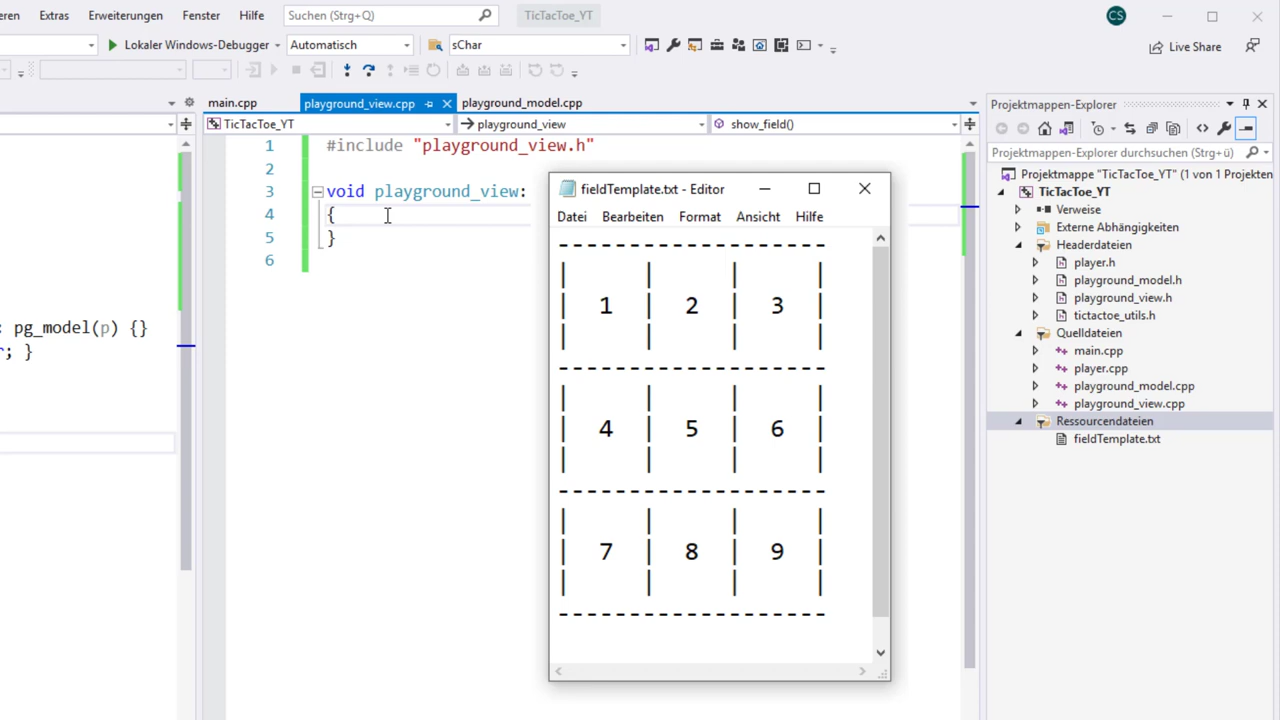 eren Extras Erweiterungen Fenster Hilfe Suchen (Strg+Q) TicTacToe_YT CS
Lokaler Windows-Debugger Automatisch sChar Live Share
main.cpp playground_view.cpp playground_model.cpp
TicTacToe_YT playground_view show_field()
1 #include "playground_view.h"
2
3 void playground_view:
4 {
5 }
6
: pg_model(p) {}
r; }
fieldTemplate.txt - Editor
Datei Bearbeiten Format Ansicht Hilfe
-------------------
| | | |
| 1 | 2 | 3 |
| | | |
-------------------
| | | |
| 4 | 5 | 6 |
| | | |
-------------------
| | | |
| 7 | 8 | 9 |
| | | |
-------------------
Projektmappen-Explorer
Projektmappen-Explorer durchsuchen (Strg+ü)
Projektmappe "TicTacToe_YT" (1 von 1 Projekten
TicTacToe_YT
Verweise
Externe Abhängigkeiten
Headerdateien
player.h
playground_model.h
playground_view.h
tictactoe_utils.h
Quelldateien
main.cpp
player.cpp
playground_model.cpp
playground_view.cpp
Ressourcendateien
fieldTemplate.txt